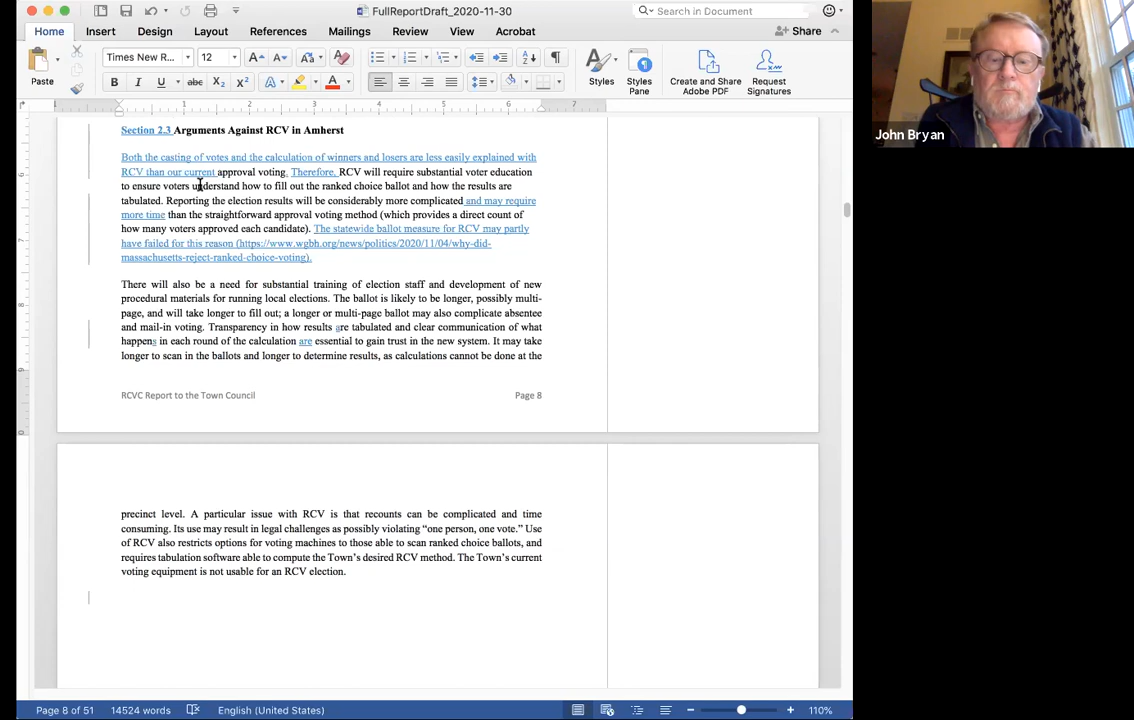 FullReportDraft_2020-11-30
Search in Document
Home Insert Design Layout References Mailings Review View Acrobat Share
Paste
Times New R... 12
Styles
Styles Pane
Create and Share Adobe PDF
Request Signatures
1 2 3 4 5 6 7
John Bryan
Section 2.3 Arguments Against RCV in Amherst
Both the casting of votes and the calculation of winners and losers are less easily explained with
RCV than our current approval voting. Therefore, RCV will require substantial voter education
to ensure voters understand how to fill out the ranked choice ballot and how the results are
tabulated. Reporting the election results will be considerably more complicated and may require
more time than the straightforward approval voting method (which provides a direct count of
how many voters approved each candidate). The statewide ballot measure for RCV may partly
have failed for this reason (https://www.wgbh.org/news/politics/2020/11/04/why-did-
massachusetts-reject-ranked-choice-voting).
There will also be a need for substantial training of election staff and development of new
procedural materials for running local elections. The ballot is likely to be longer, possibly multi-
page, and will take longer to fill out; a longer or multi-page ballot may also complicate absentee
and mail-in voting. Transparency in how results are tabulated and clear communication of what
happens in each round of the calculation are essential to gain trust in the new system. It may take
longer to scan in the ballots and longer to determine results, as calculations cannot be done at the
RCVC Report to the Town Council Page 8
precinct level. A particular issue with RCV is that recounts can be complicated and time
consuming. Its use may result in legal challenges as possibly violating “one person, one vote.” Use
of RCV also restricts options for voting machines to those able to scan ranked choice ballots, and
requires tabulation software able to compute the Town’s desired RCV method. The Town’s current
voting equipment is not usable for an RCV election.
Page 8 of 51 14524 words English (United States) 110%